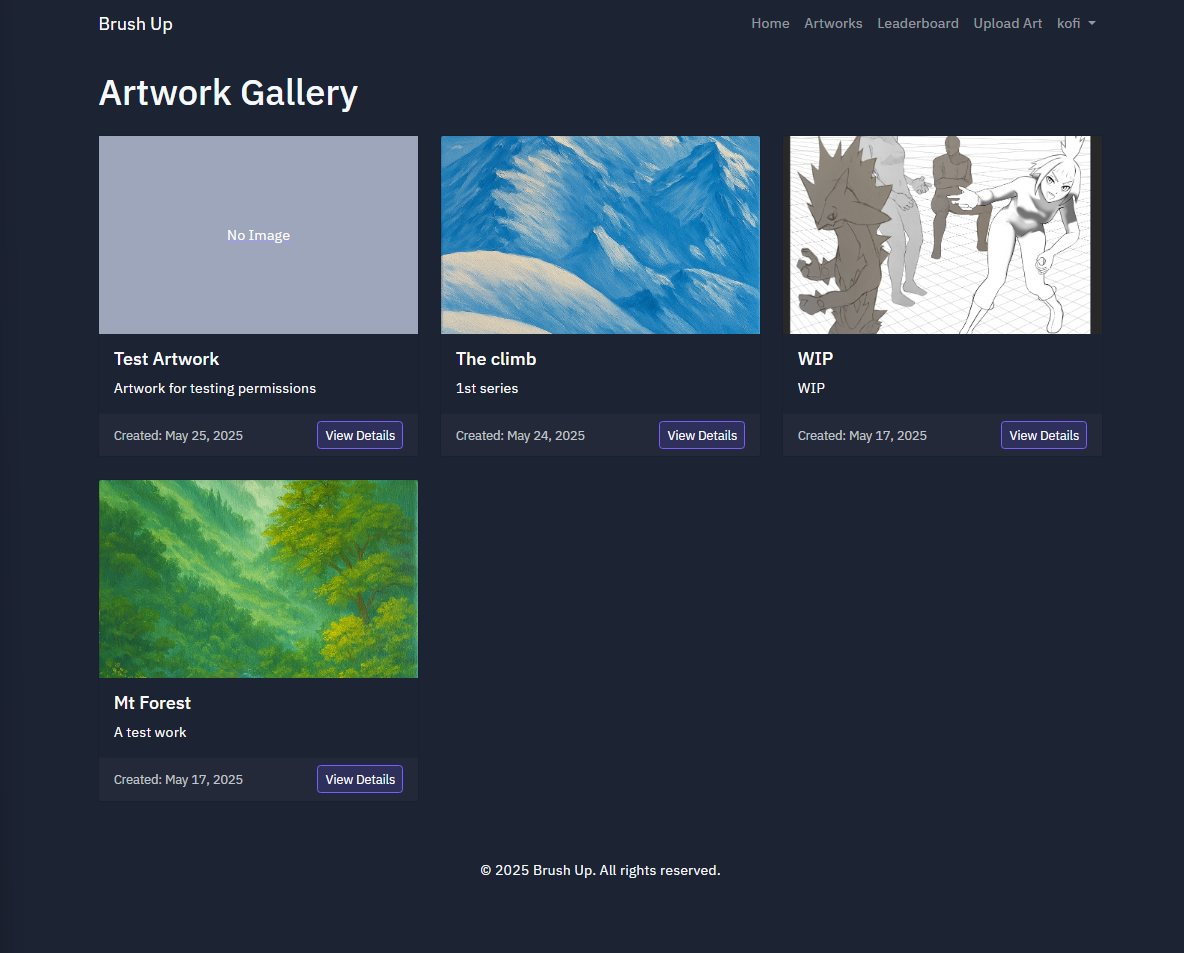 Brush Up
Home Artworks Leaderboard Upload Art kofi
Artwork Gallery
No Image
Test Artwork
Artwork for testing permissions
Created: May 25, 2025 View Details
The climb
1st series
Created: May 24, 2025 View Details
WIP
WIP
Created: May 17, 2025 View Details
Mt Forest
A test work
Created: May 17, 2025 View Details
© 2025 Brush Up. All rights reserved.